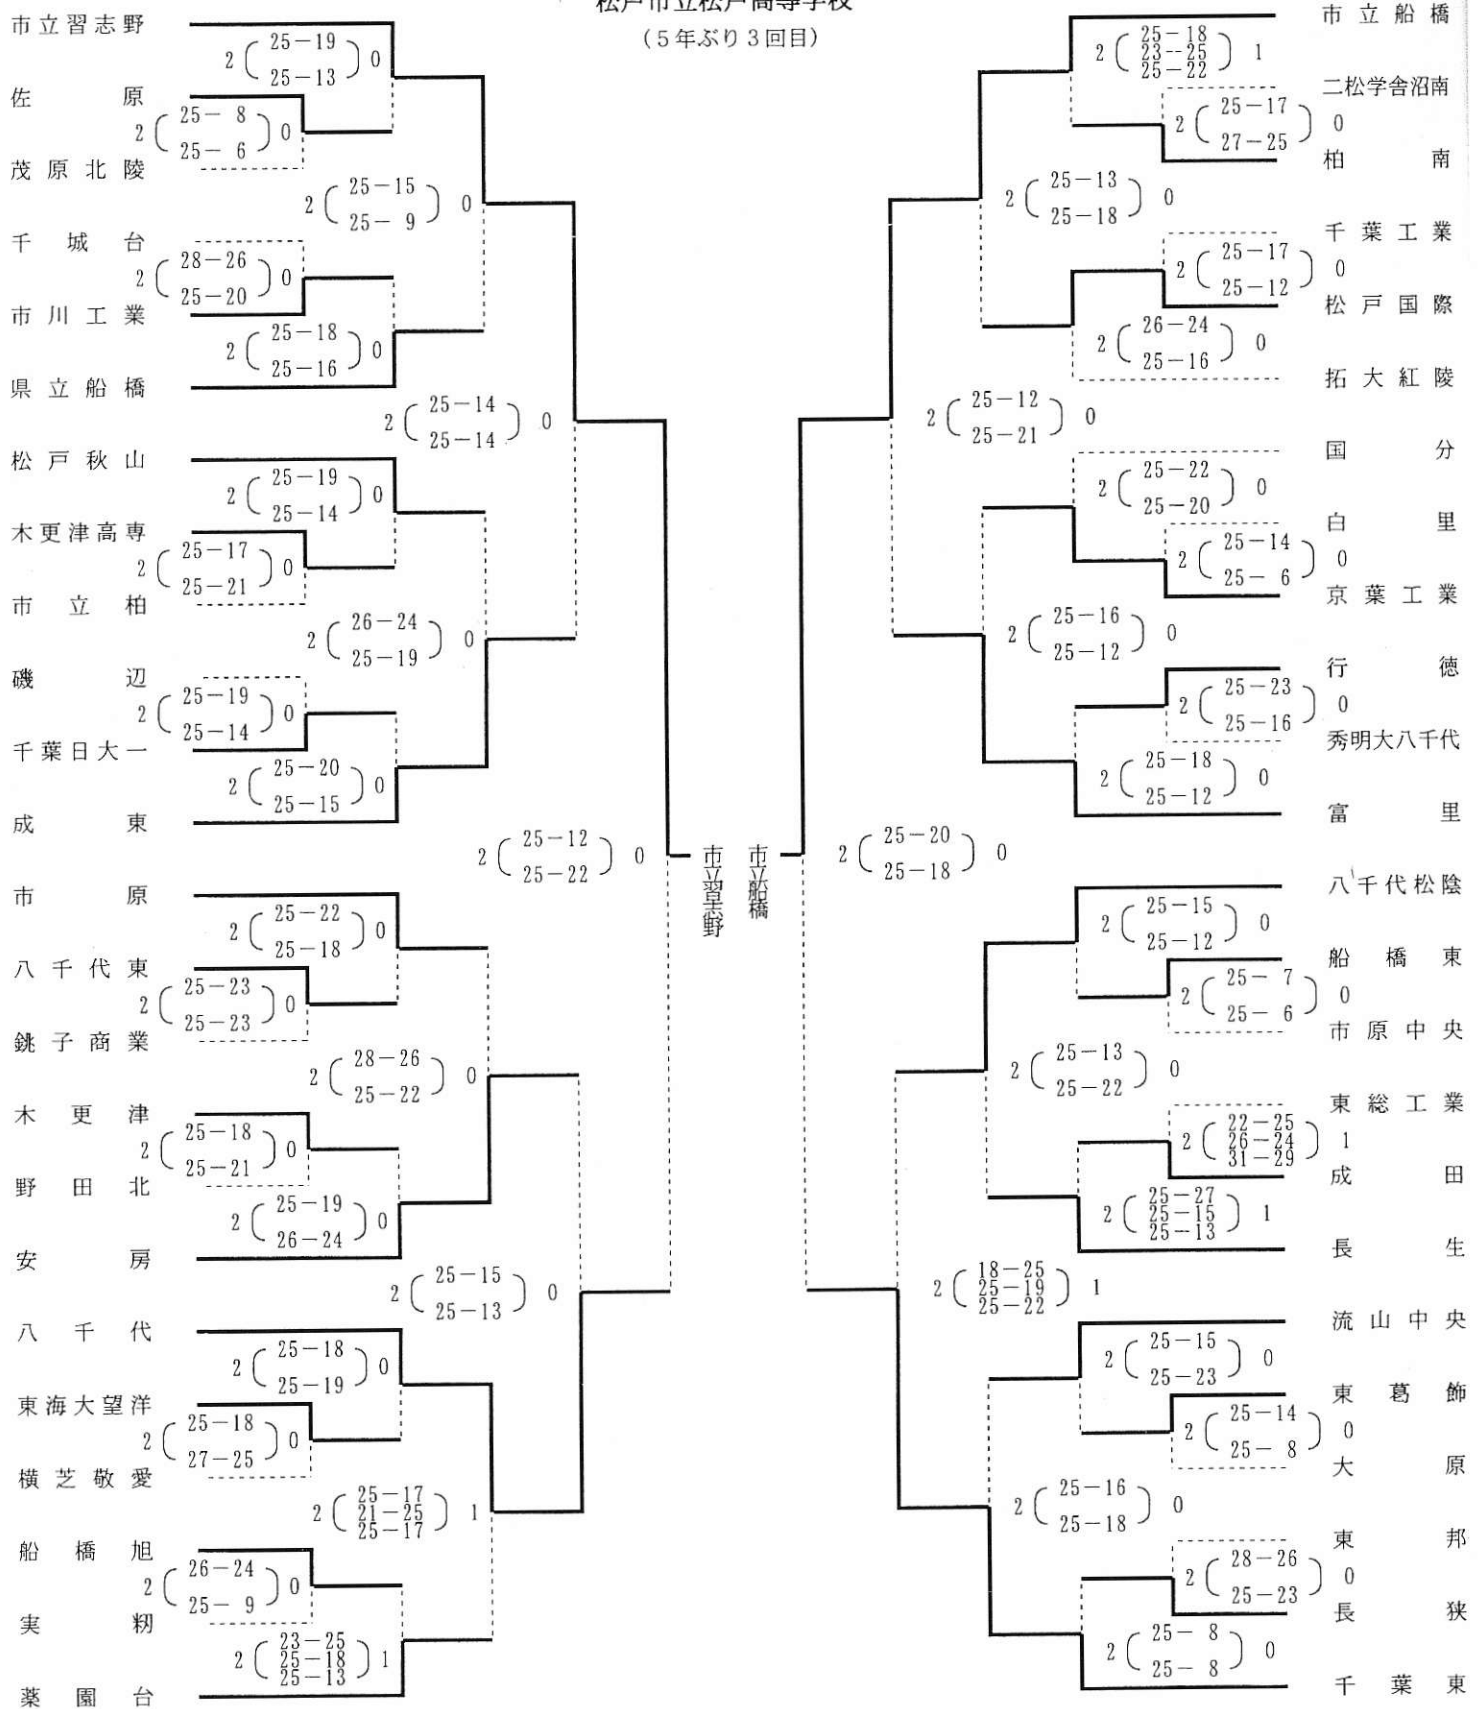 松戸市立松戸高等学校
(5年ぶり3回目)
市立習志野
2 25-19 0
25-13
佐原
2 25- 8 0
25- 6
茂原北陵
2 25-15 0
25- 9
千城台
2 28-26 0
25-20
市川工業
2 25-18 0
25-16
県立船橋
2 25-14 0
25-14
松戸秋山
2 25-19 0
25-14
木更津高専
2 25-17 0
25-21
市立柏
2 26-24 0
25-19
磯辺
2 25-19 0
25-14
千葉日大一
2 25-20 0
25-15
成東
2 25-12 0
25-22
市原
2 25-22 0
25-18
八千代東
2 25-23 0
25-23
銚子商業
2 28-26 0
25-22
木更津
2 25-18 0
25-21
野田北
2 25-19 0
26-24
安房
2 25-15 0
25-13
八千代
2 25-18 0
25-19
東海大望洋
2 25-18 0
27-25
横芝敬愛
2 25-17 1
21-25
25-17
船橋旭
2 26-24 0
25- 9
実籾
2 23-25 1
25-18
25-13
薬園台
市立習志野
市立船橋
市立船橋
2 25-18 1
23-25
25-22
二松学舎沼南
2 25-17 0
27-25
柏南
2 25-13 0
25-18
千葉工業
2 25-17 0
25-12
松戸国際
2 26-24 0
25-16
拓大紅陵
2 25-12 0
25-21
国分
2 25-22 0
25-20
白里
2 25-14 0
25- 6
京葉工業
2 25-16 0
25-12
行徳
2 25-23 0
25-16
秀明大八千代
2 25-18 0
25-12
富里
2 25-20 0
25-18
八千代松陰
2 25-15 0
25-12
船橋東
2 25- 7 0
25- 6
市原中央
2 25-13 0
25-22
東総工業
2 22-25 1
26-24
31-29
成田
2 25-27 1
25-15
25-13
長生
2 18-25 1
25-19
25-22
流山中央
2 25-15 0
25-23
東葛飾
2 25-14 0
25- 8
大原
2 25-16 0
25-18
東邦
2 28-26 0
25-23
長狭
2 25- 8 0
25- 8
千葉東